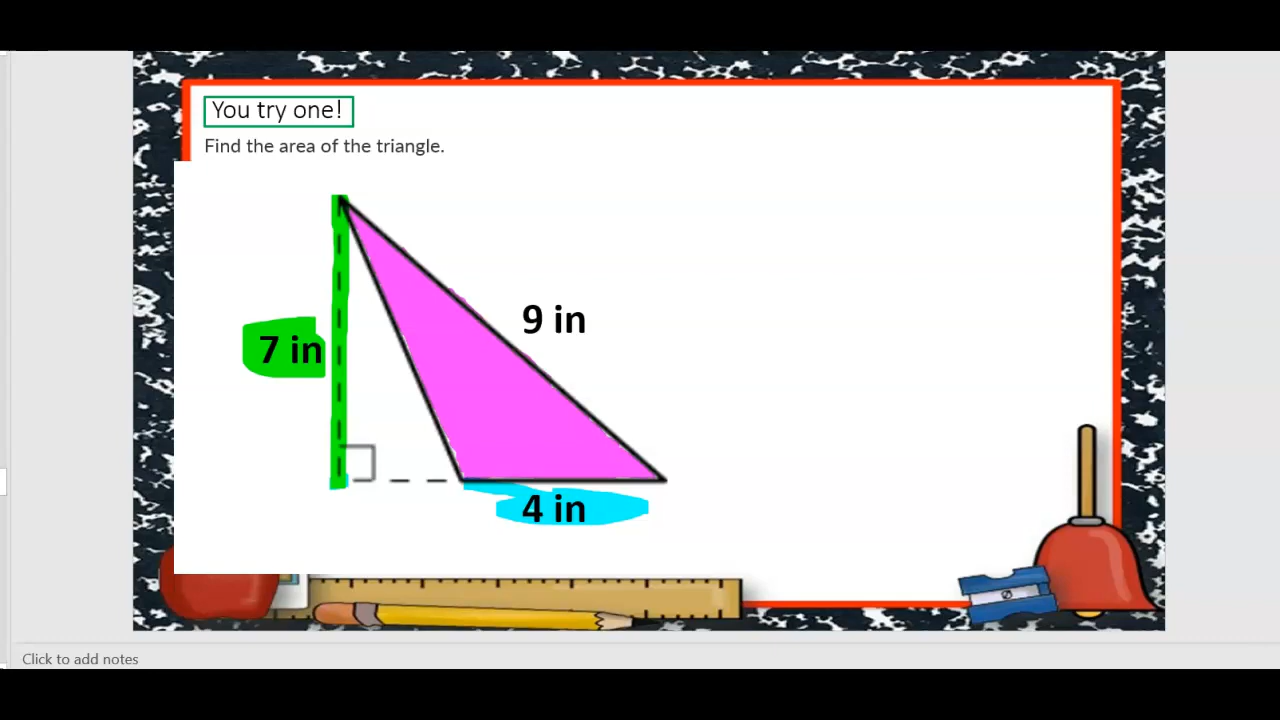 You try one!
Find the area of the triangle.
9 in
7 in
4 in
Click to add notes